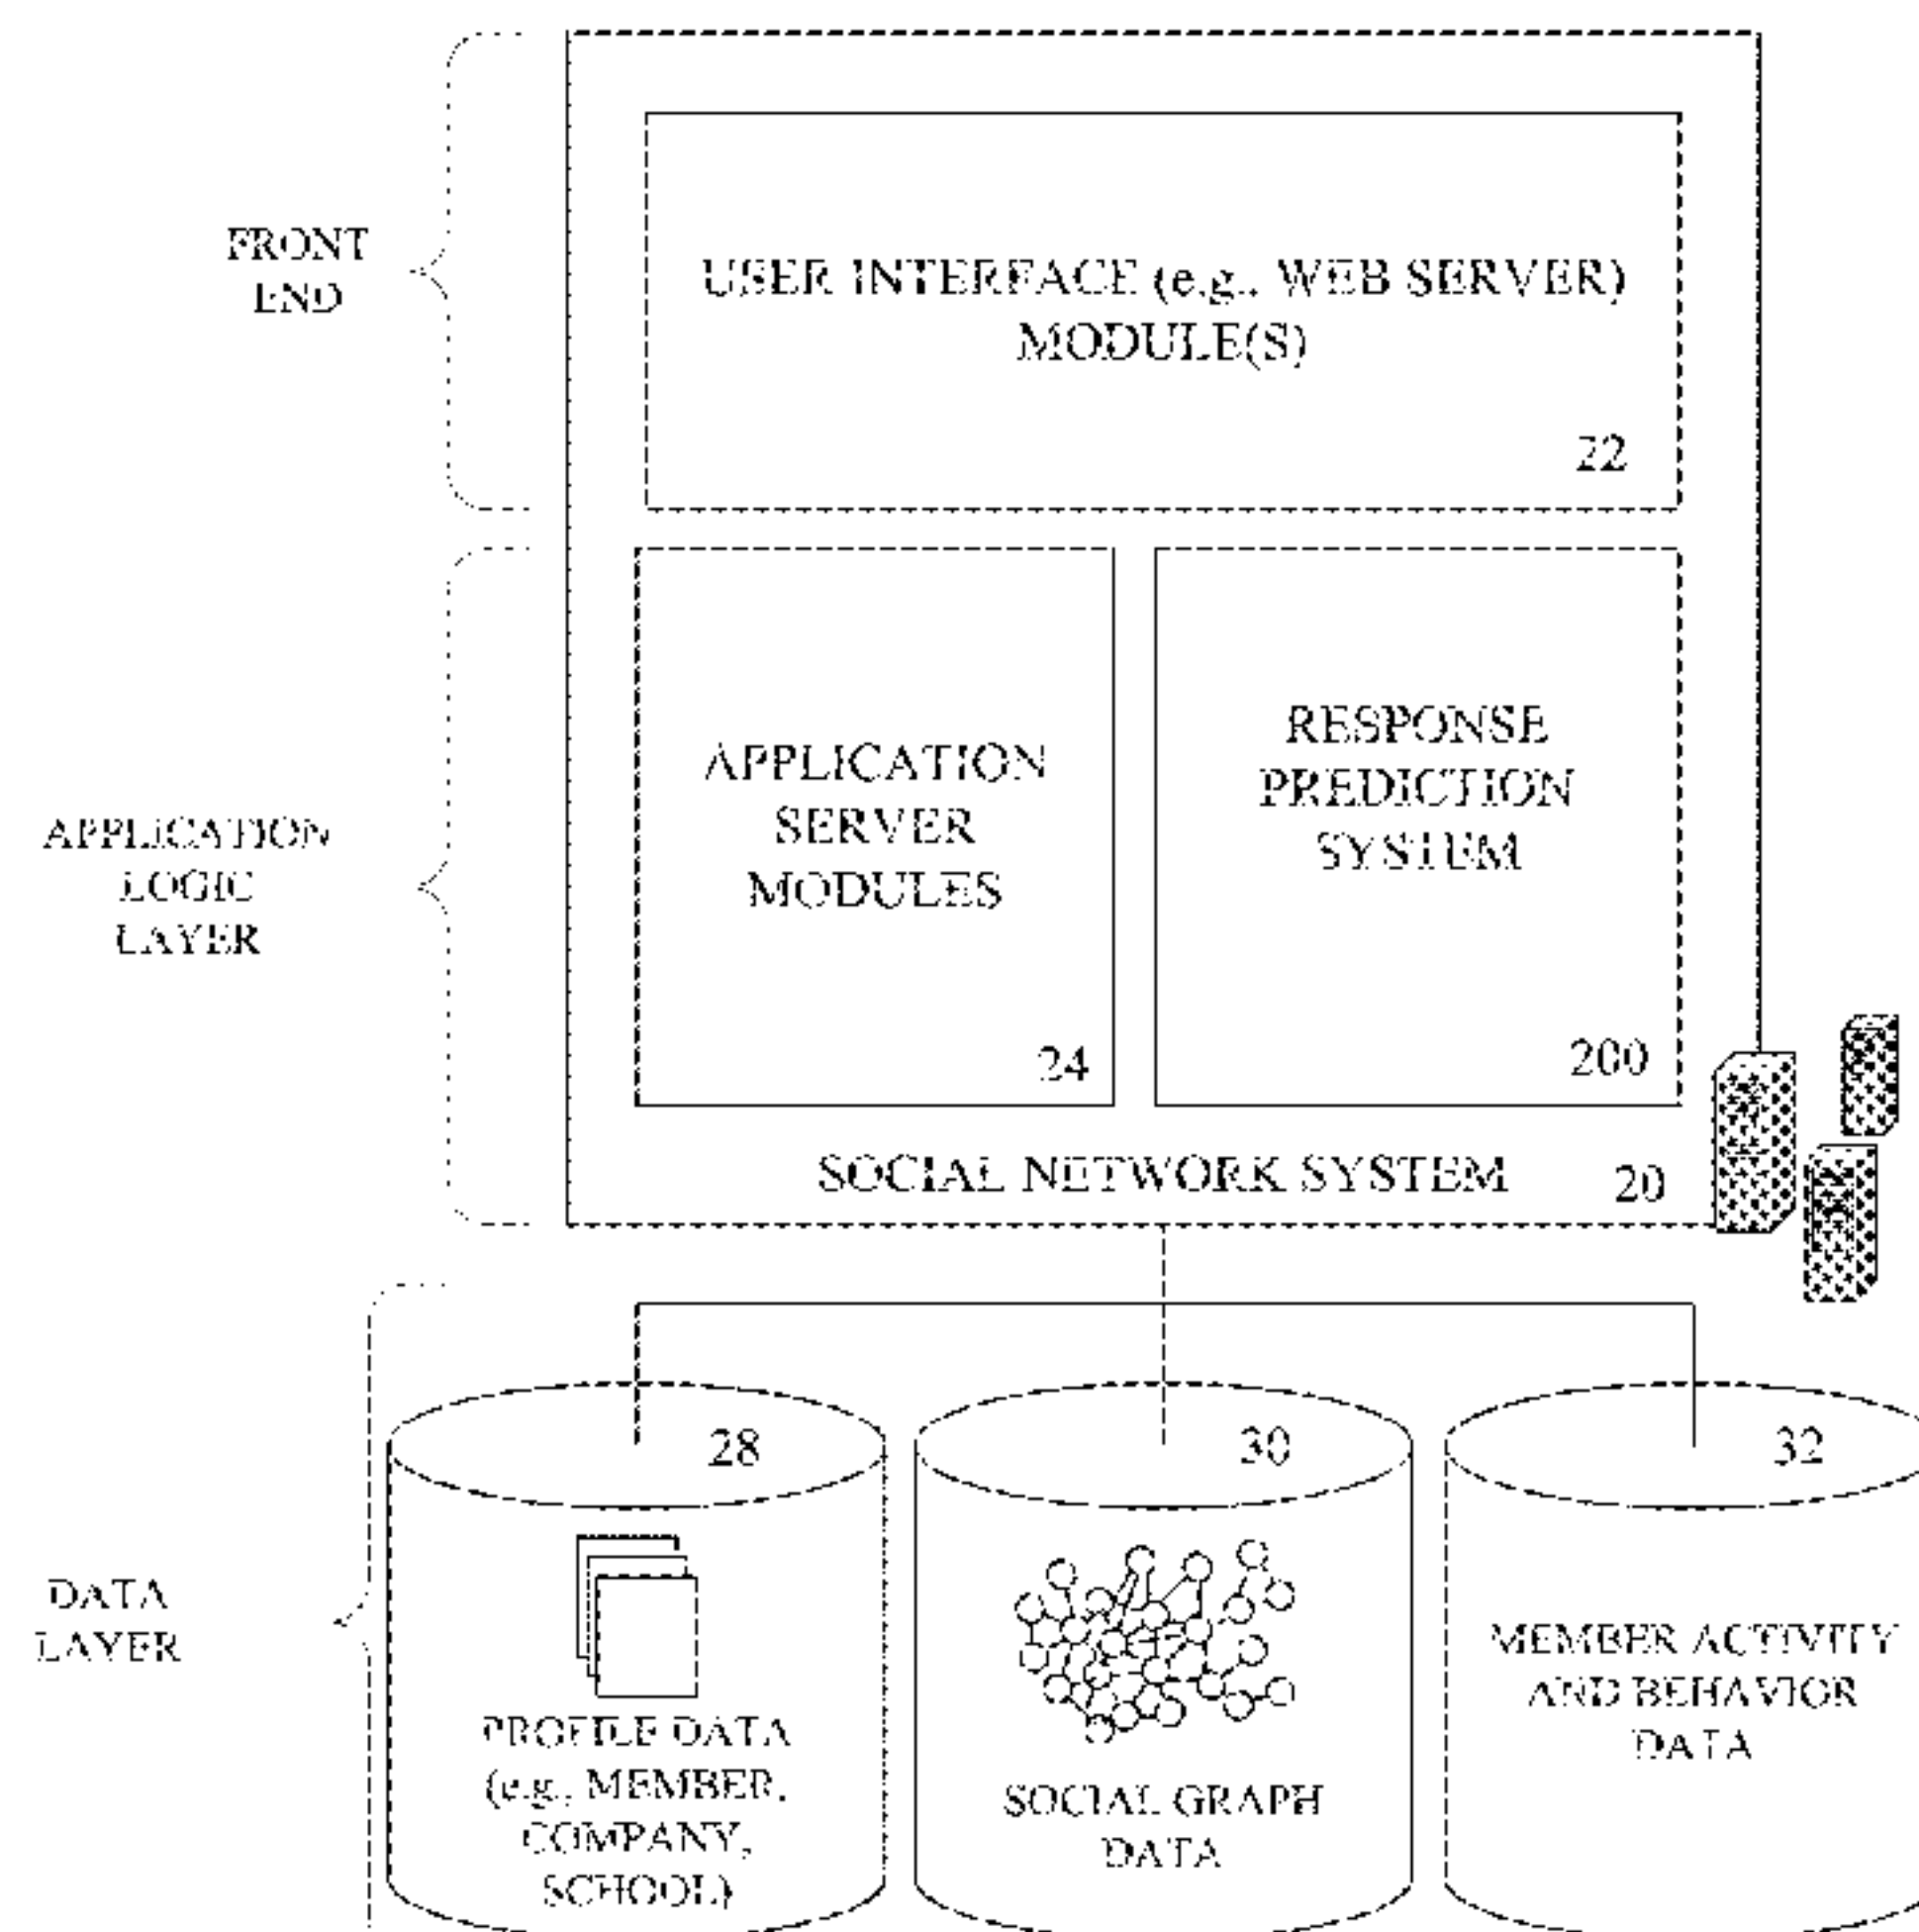 FRONT
END
USER INTERFACE (e.g., WEB SERVER)
MODULE(S)
22
APPLICATION
LOGIC
LAYER
APPLICATION
SERVER
MODULES
24
RESPONSE
PREDICTION
SYSTEM
200
SOCIAL NETWORK SYSTEM
20
DATA
LAYER
28
PROFILE DATA
(e.g., MEMBER,
COMPANY,
SCHOOL)
30
SOCIAL GRAPH
DATA
32
MEMBER ACTIVITY
AND BEHAVIOR
DATA